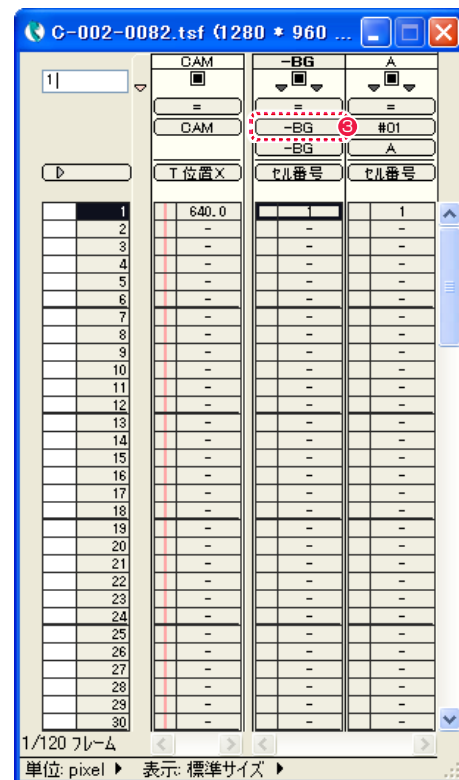 C-002-0082.tsf (1280 * 960 ...
CAM -BG A
1
= = =
CAM -BG 3 #01
-BG A
T 位置X セル番号 セル番号
1 640.0 1 1
2 - - -
3 - - -
4 - - -
5 - - -
6 - - -
7 - - -
8 - - -
9 - - -
10 - - -
11 - - -
12 - - -
13 - - -
14 - - -
15 - - -
16 - - -
17 - - -
18 - - -
19 - - -
20 - - -
21 - - -
22 - - -
23 - - -
24 - - -
25 - - -
26 - - -
27 - - -
28 - - -
29 - - -
30 - - -
1/120 フレーム
単位: pixel ▶ 表示: 標準サイズ ▶